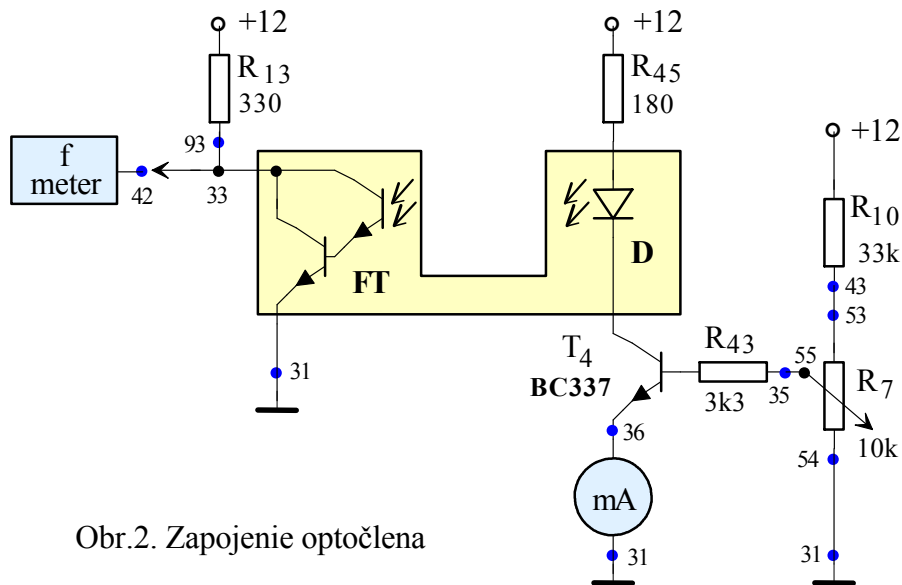 +12
R13
330
93
f
meter
42
33
FT
31
+12
R45
180
D
T4
BC337
36
mA
31
R43
3k3
35
55
+12
R10
33k
43
53
R7
10k
54
31
Obr.2. Zapojenie optočlena